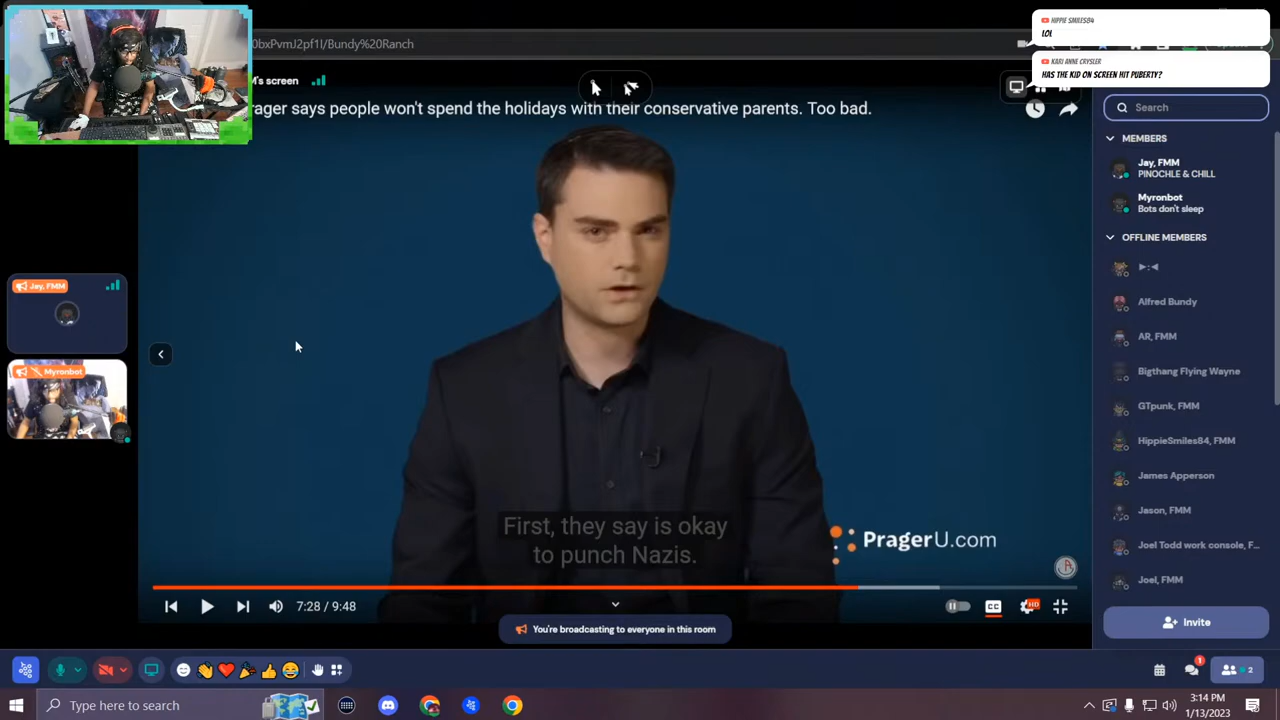 HIPPIE SMILES84
LOL
KARI ANNE CRYSLER
HAS THE KID ON SCREEN HIT PUBERTY?
0bxPvmJ2pf1UZIrdy%20Ranch
M's screen
rager says people won't spend the holidays with their conservative parents. Too bad.
Search
MEMBERS
Jay, FMM
PINOCHLE & CHILL
Myronbot
Bots don't sleep
OFFLINE MEMBERS
►:◄
Alfred Bundy
AR, FMM
Bigthang Flying Wayne
GTpunk, FMM
HippieSmiles84, FMM
James Apperson
Jason, FMM
Joel Todd work console, F...
Joel, FMM
Invite
Jay, FMM
Myronbot
First, they say is okay
to punch Nazis.
PragerU.com
7:28 / 9:48
CC
HD
You're broadcasting to everyone in this room
1
2
Type here to search
3:14 PM
1/13/2023